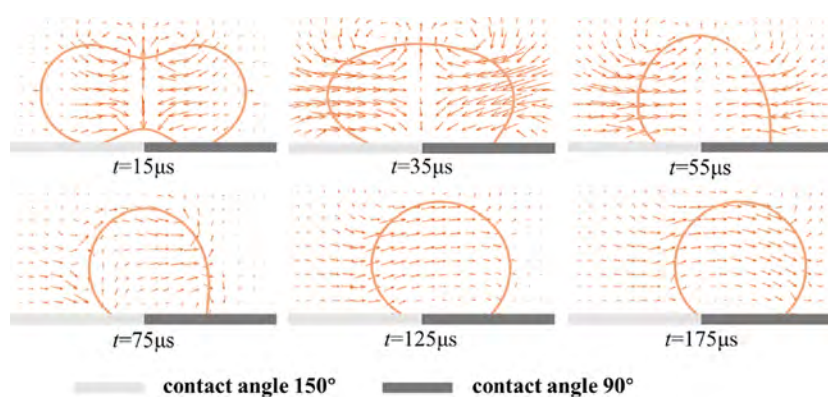 t=15μs
t=35μs
t=55μs
t=75μs
t=125μs
t=175μs
contact angle 150°
contact angle 90°